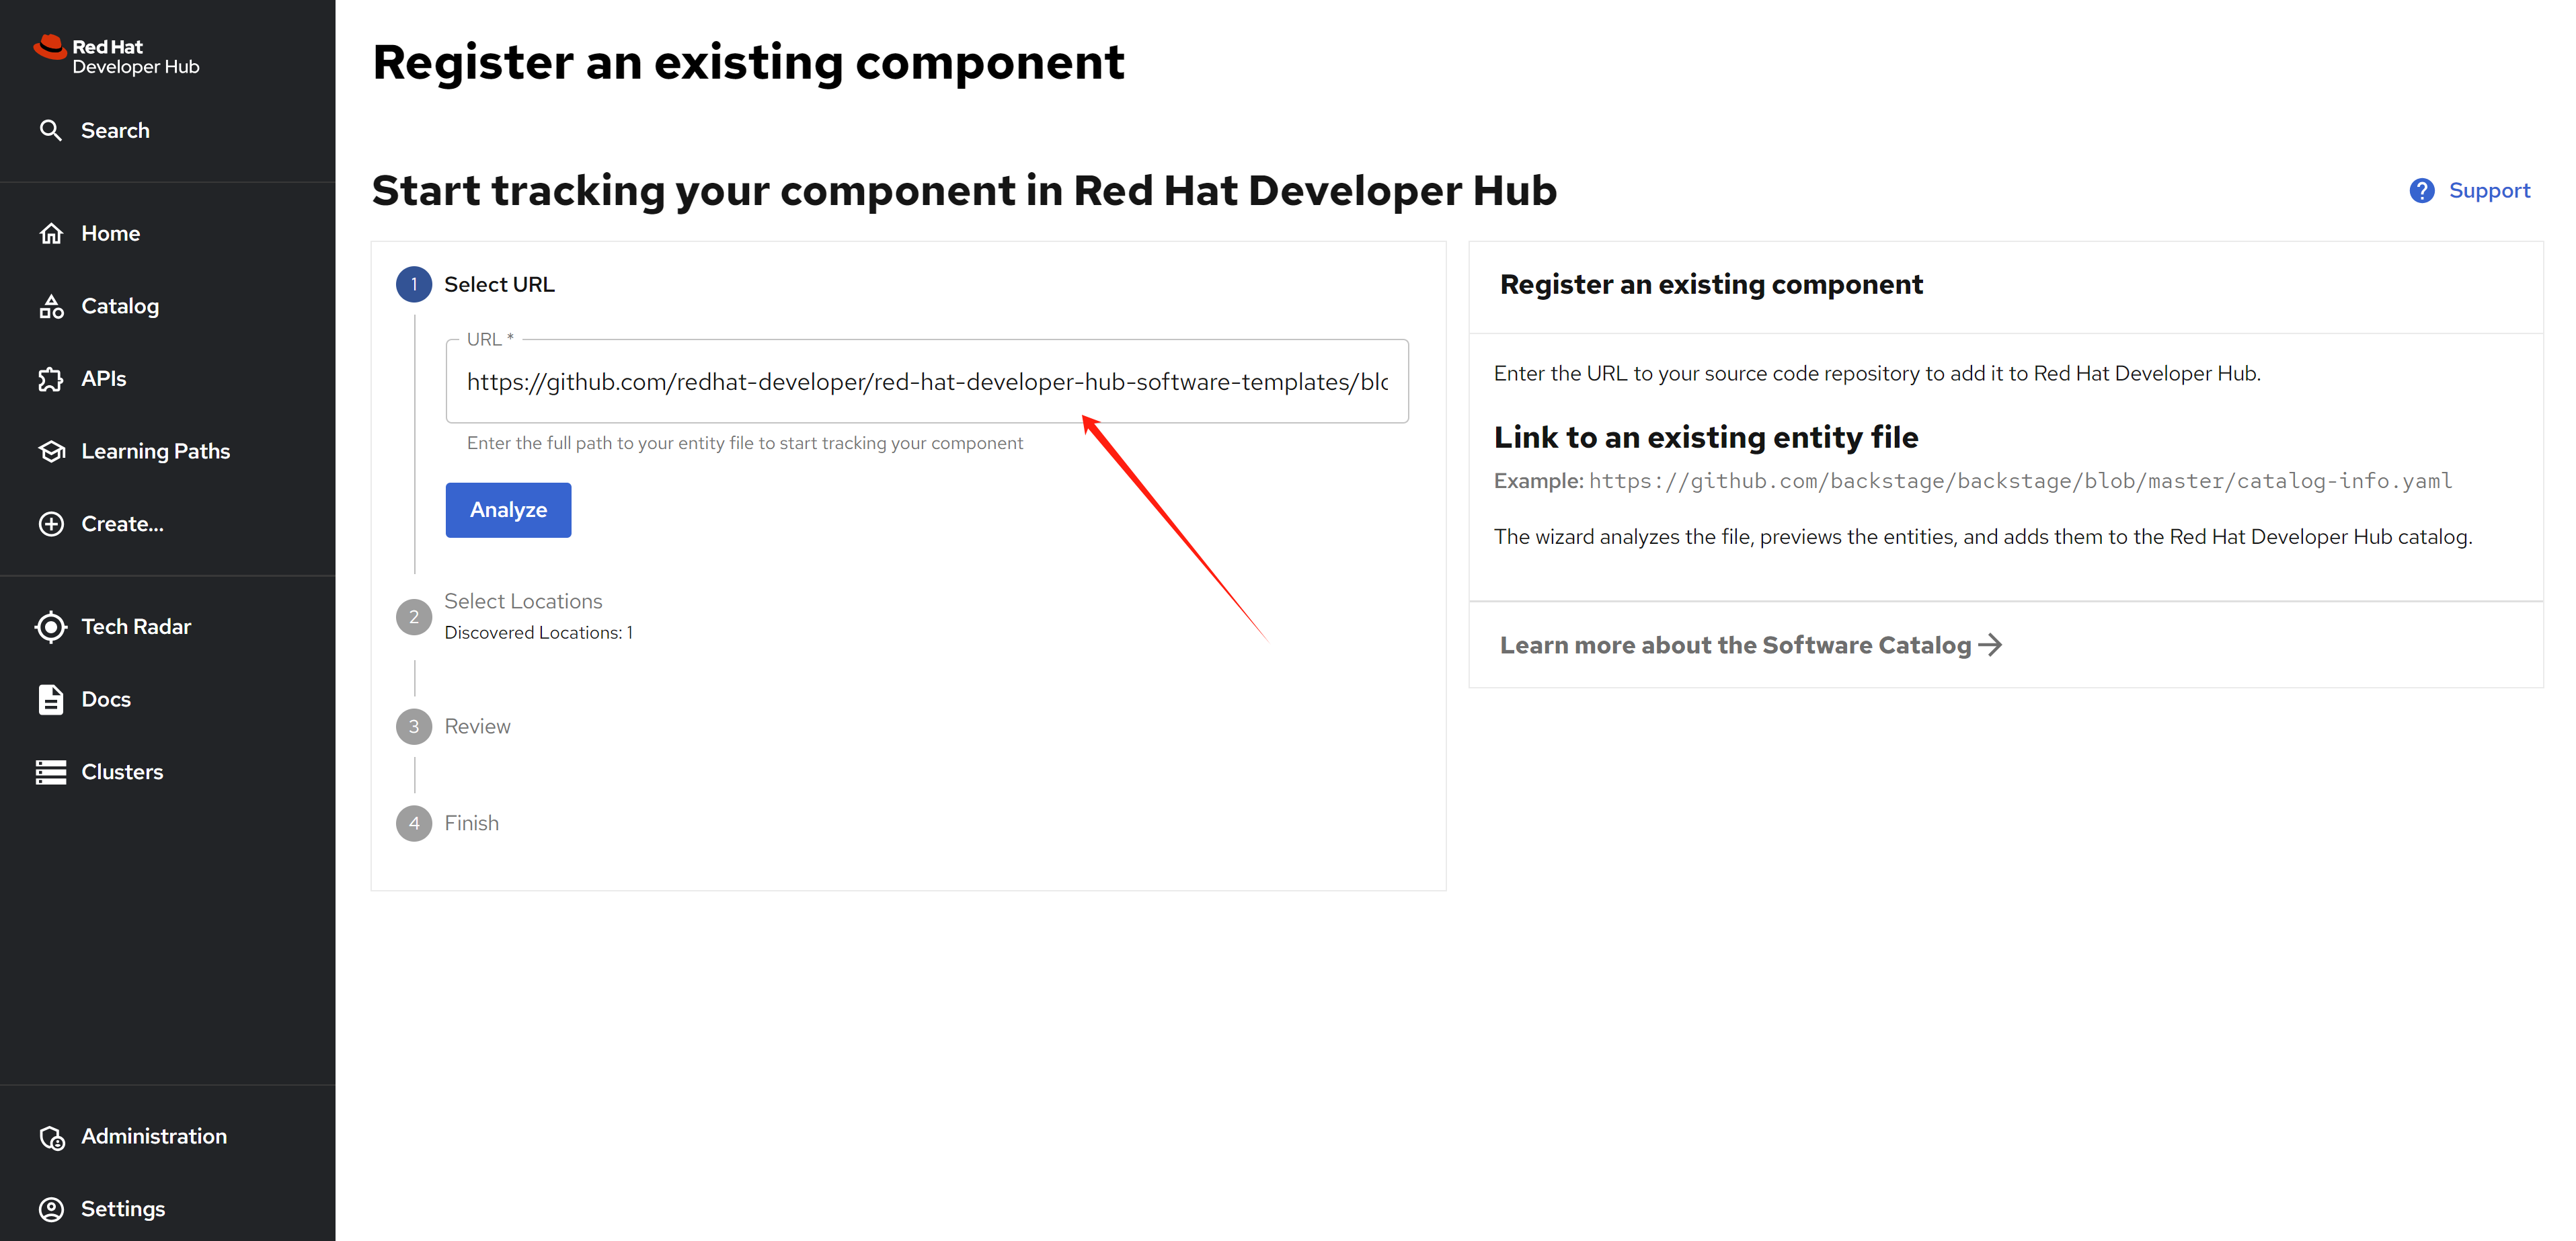 Red Hat
Developer Hub
Search
Home
Catalog
APIs
Learning Paths
Create...
Tech Radar
Docs
Clusters
Administration
Settings
Register an existing component
Start tracking your component in Red Hat Developer Hub
? Support
1 Select URL
URL *
https://github.com/redhat-developer/red-hat-developer-hub-software-templates/blo
Enter the full path to your entity file to start tracking your component
Analyze
2 Select Locations
Discovered Locations: 1
3 Review
4 Finish
Register an existing component
Enter the URL to your source code repository to add it to Red Hat Developer Hub.
Link to an existing entity file
Example: https://github.com/backstage/backstage/blob/master/catalog-info.yaml
The wizard analyzes the file, previews the entities, and adds them to the Red Hat Developer Hub catalog.
Learn more about the Software Catalog →